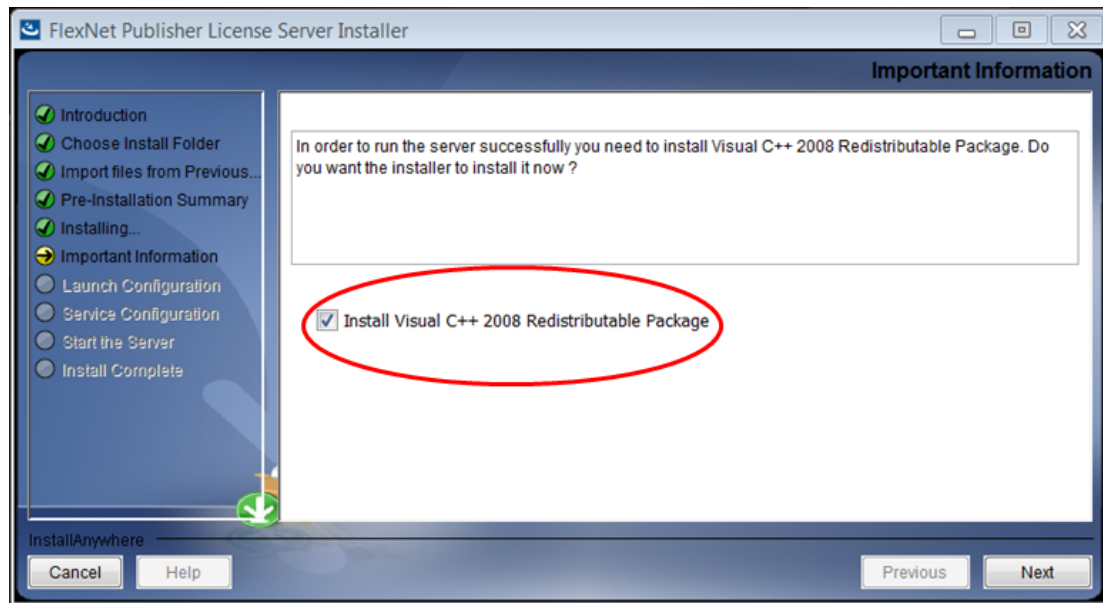 FlexNet Publisher License Server Installer
Important Information
Introduction
Choose Install Folder
Import files from Previous...
Pre-Installation Summary
Installing...
Important Information
Launch Configuration
Service Configuration
Start the Server
Install Complete
In order to run the server successfully you need to install Visual C++ 2008 Redistributable Package. Do
you want the installer to install it now ?
Install Visual C++ 2008 Redistributable Package
InstallAnywhere
Cancel
Help
Previous
Next